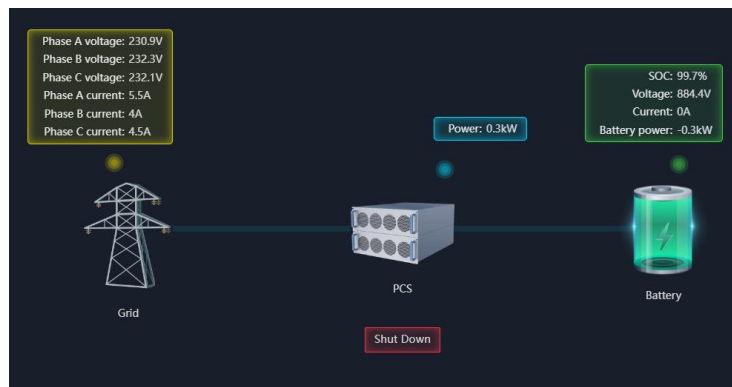 Phase A voltage: 230.9V
Phase B voltage: 232.3V
Phase C voltage: 232.1V
Phase A current: 5.5A
Phase B current: 4A
Phase C current: 4.5A
SOC: 99.7%
Voltage: 884.4V
Current: 0A
Battery power: -0.3kW
Power: 0.3kW
Grid
PCS
Battery
Shut Down